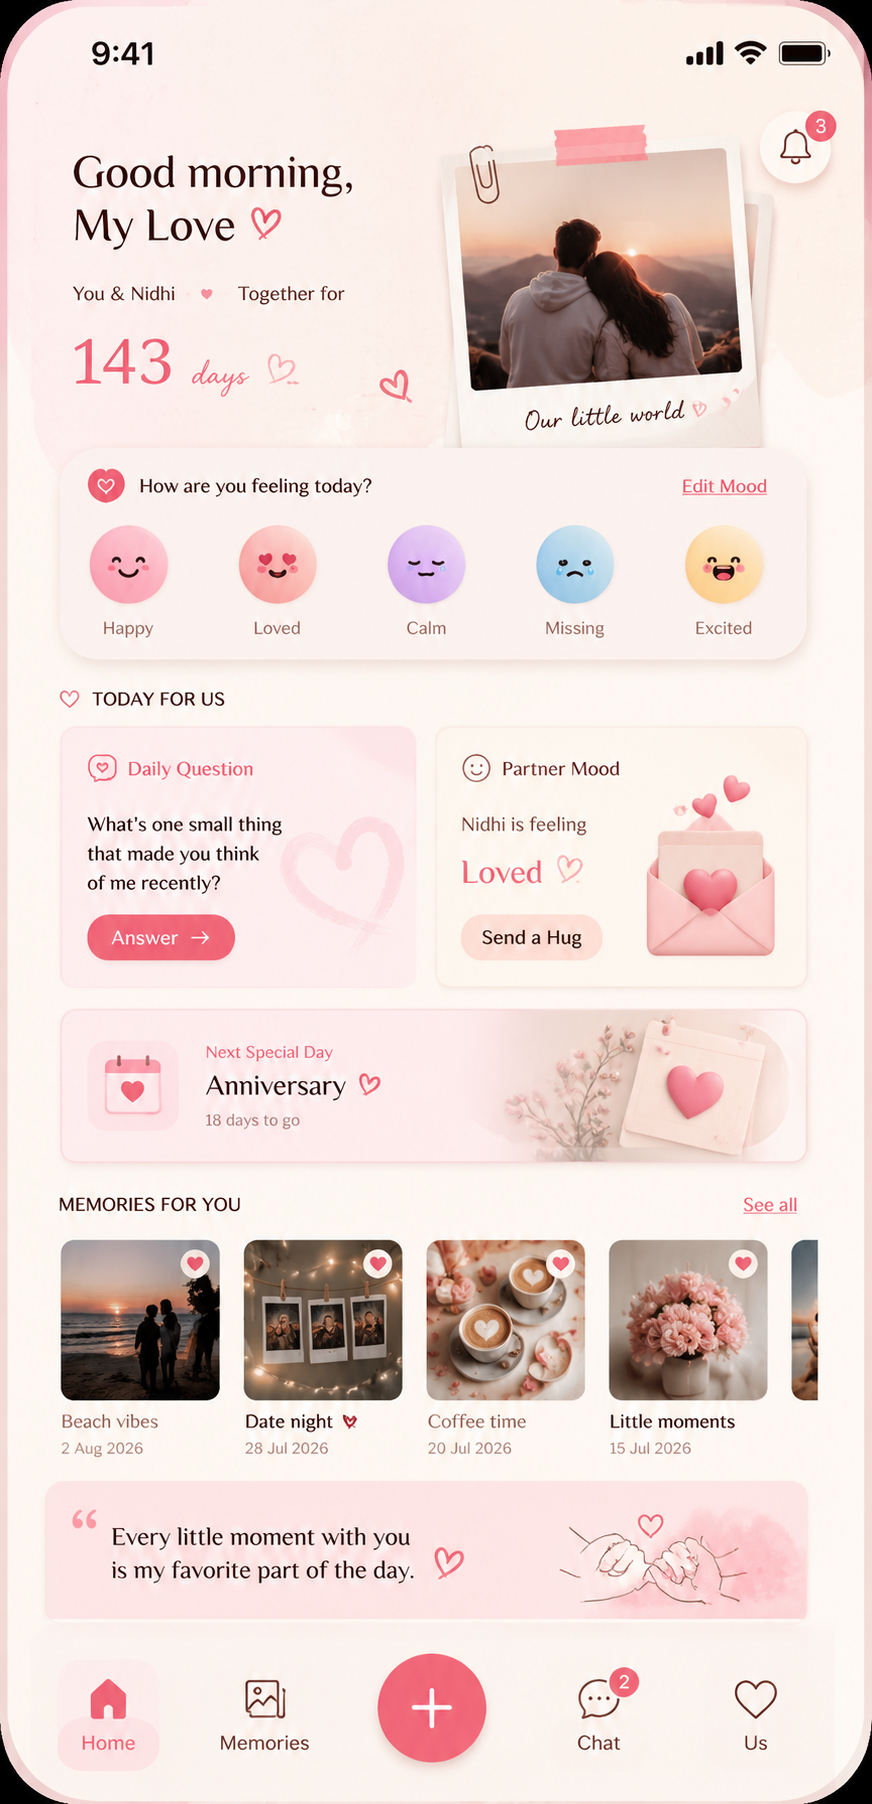 9:41
3
Good morning,
My Love
You & Nidhi
Together for
143 days
Our little world
How are you feeling today?
Edit Mood
Happy
Loved
Calm
Missing
Excited
TODAY FOR US
Daily Question
What's one small thing
that made you think
of me recently?
Answer →
Partner Mood
Nidhi is feeling
Loved
Send a Hug
Next Special Day
Anniversary
18 days to go
MEMORIES FOR YOU
See all
Beach vibes
2 Aug 2026
Date night
28 Jul 2026
Coffee time
20 Jul 2026
Little moments
15 Jul 2026
“ Every little moment with you
is my favorite part of the day.
Home
Memories
2
Chat
Us